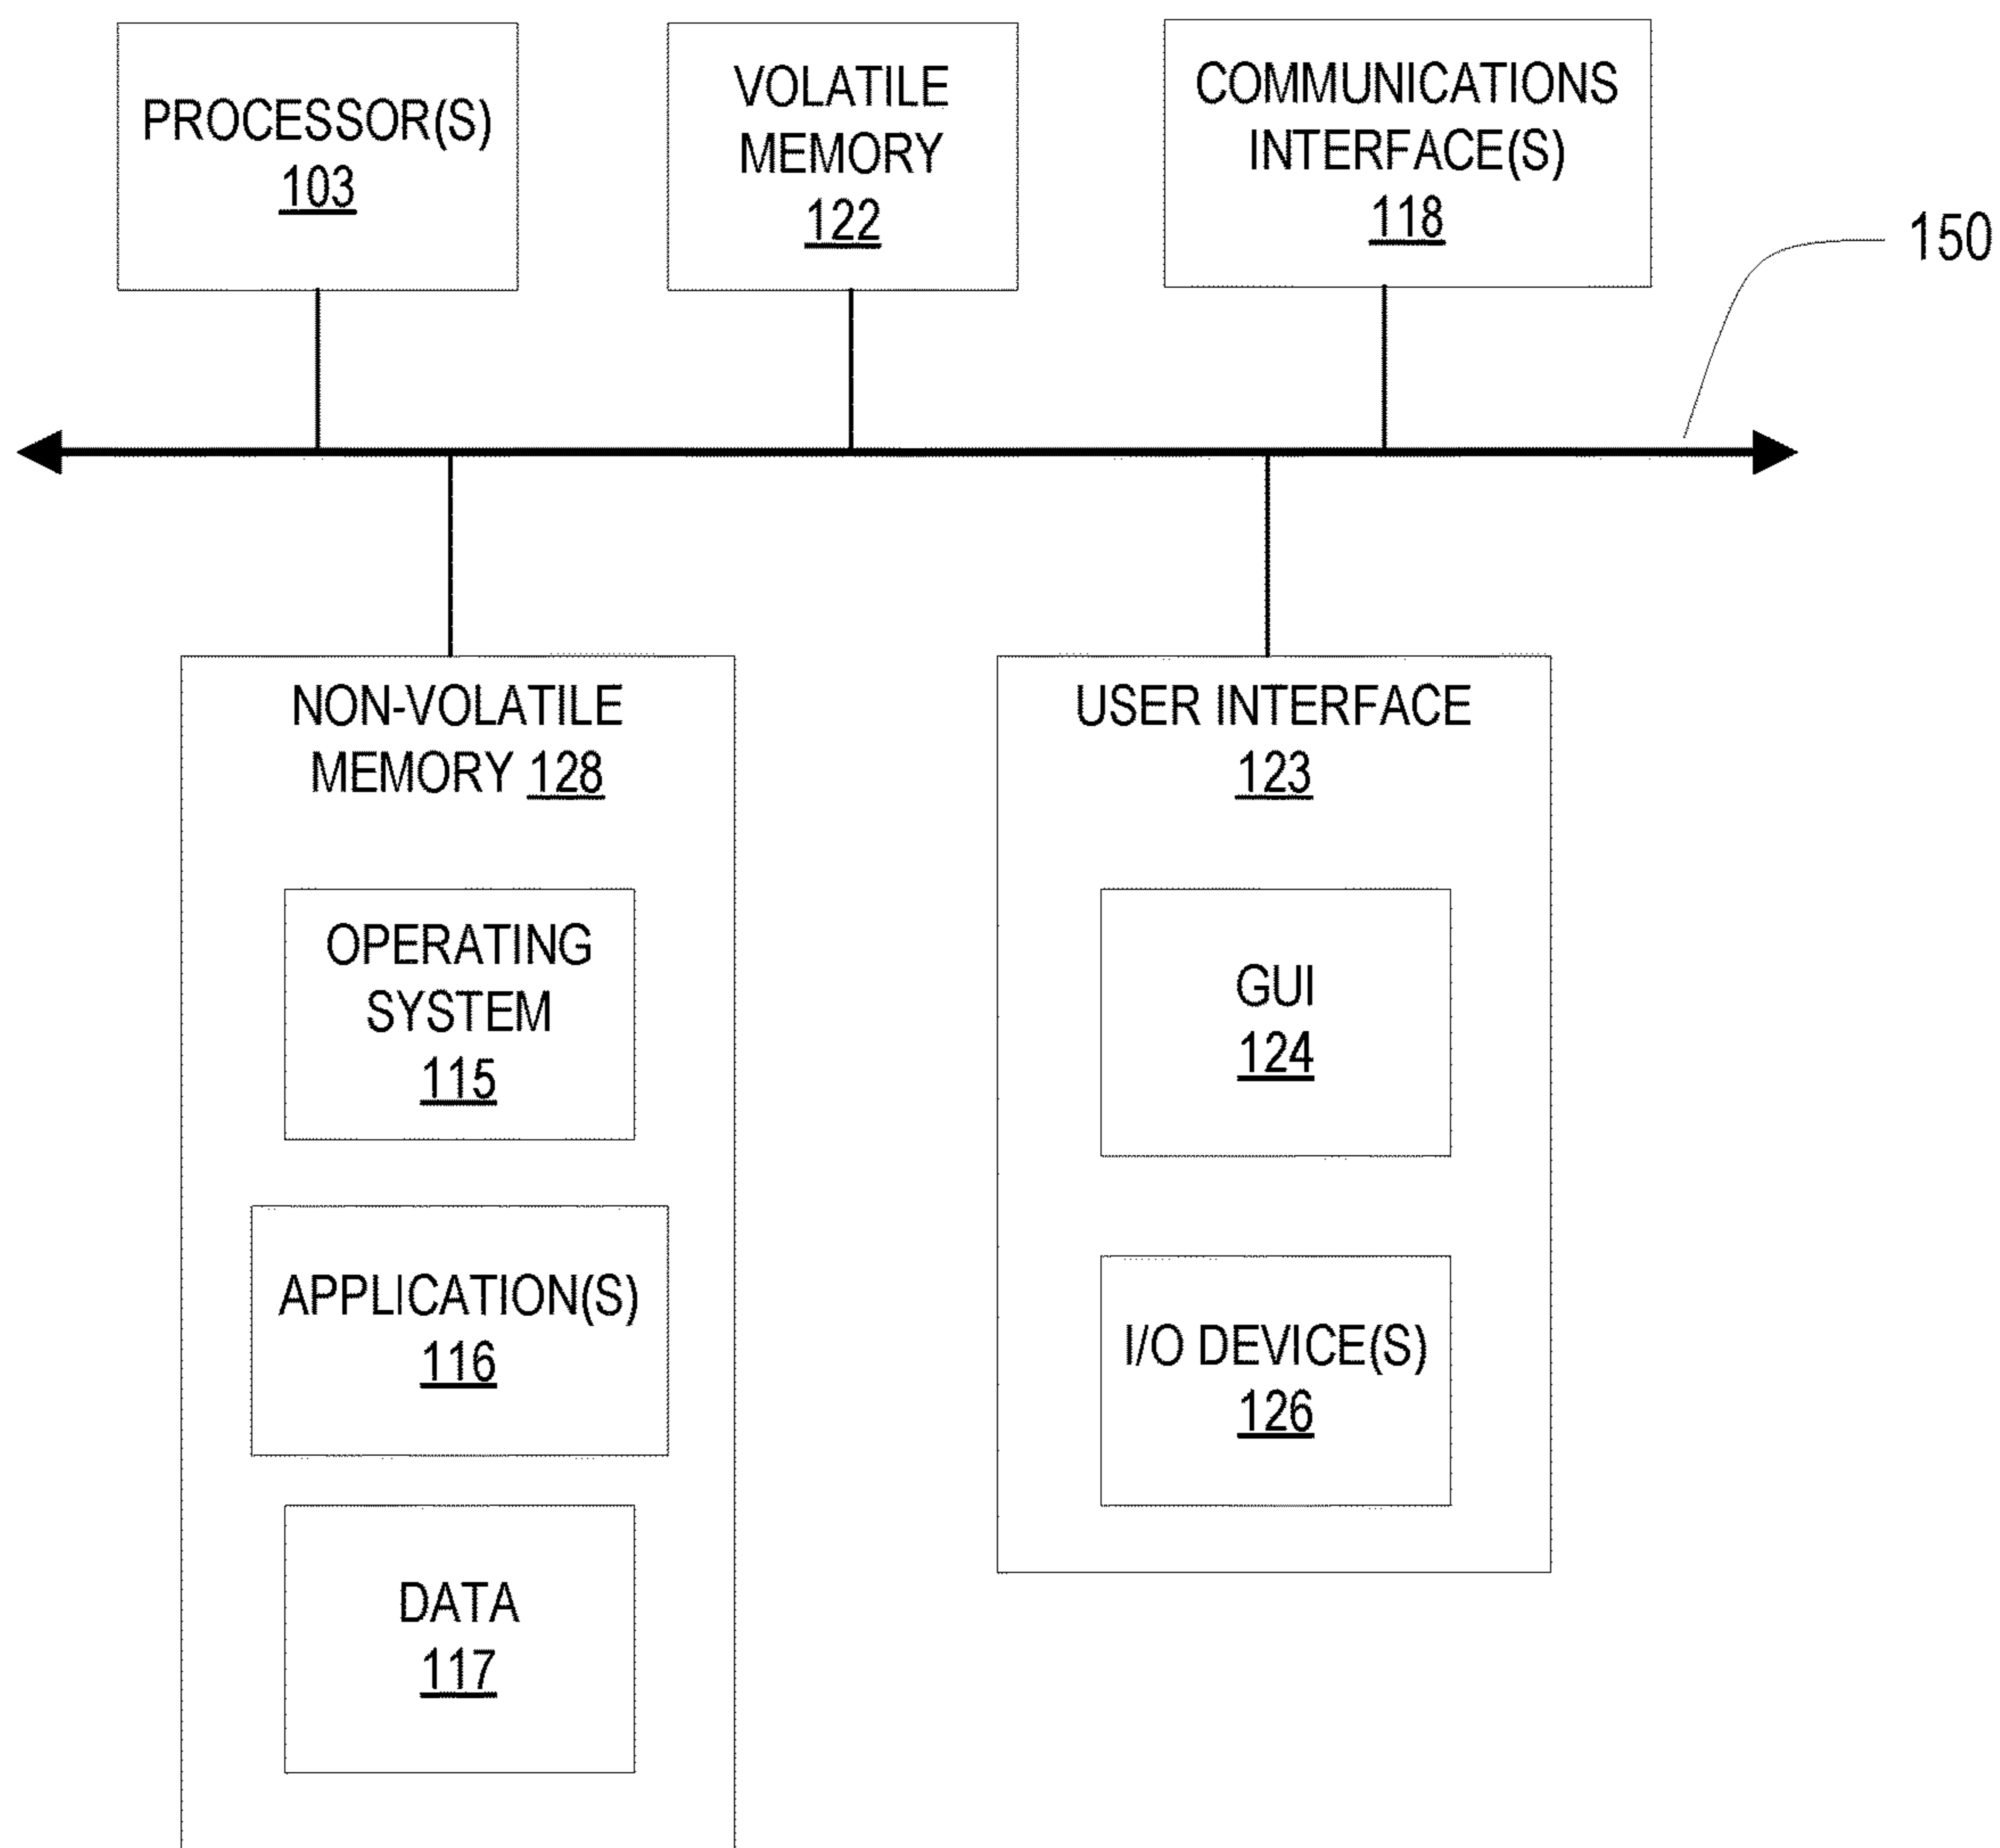 PROCESSOR(S)
103
VOLATILE
MEMORY
122
COMMUNICATIONS
INTERFACE(S)
118
150
NON-VOLATILE
MEMORY 128
OPERATING
SYSTEM
115
APPLICATION(S)
116
DATA
117
USER INTERFACE
123
GUI
124
I/O DEVICE(S)
126